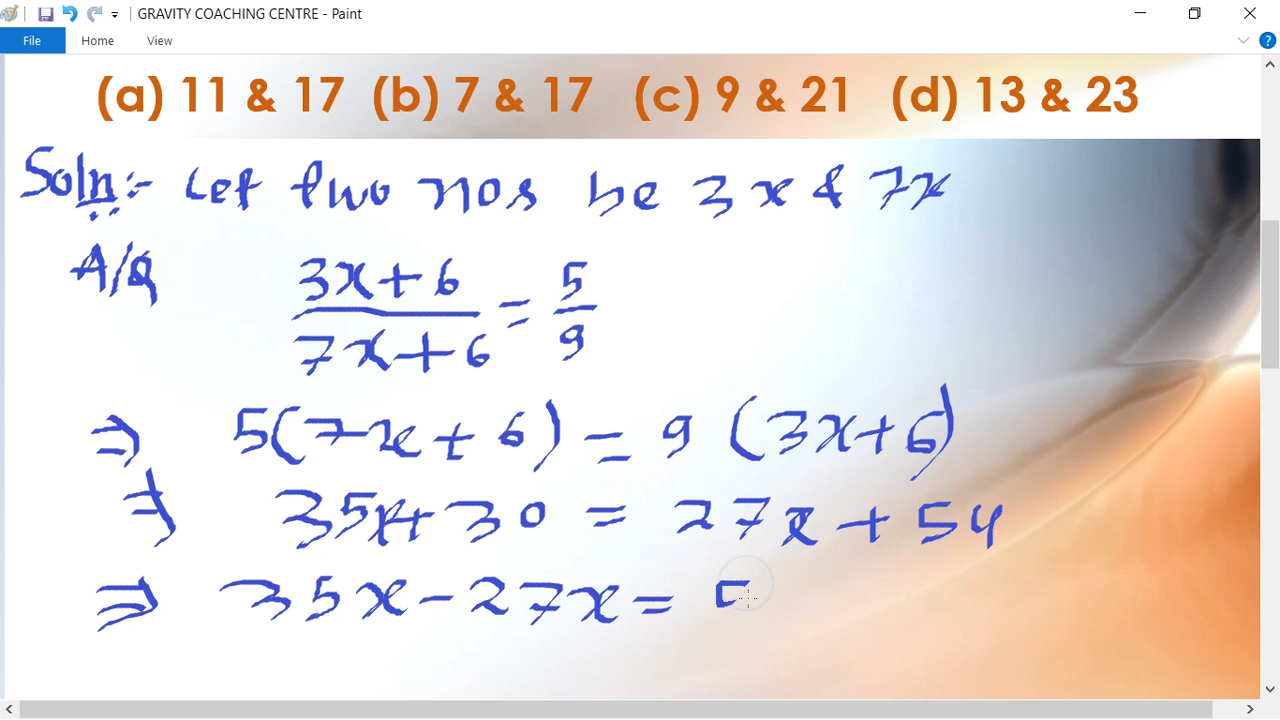 GRAVITY COACHING CENTRE - Paint
File Home View
(a) 11 & 17 (b) 7 & 17 (c) 9 & 21 (d) 13 & 23
Soln:- Let two nos be 3x & 7x
A/Q 3x+6 / 7x+6 = 5/9
⇒ 5(7x+6) = 9(3x+6)
⇒ 35x+30 = 27x+54
⇒ 35x-27x= 5